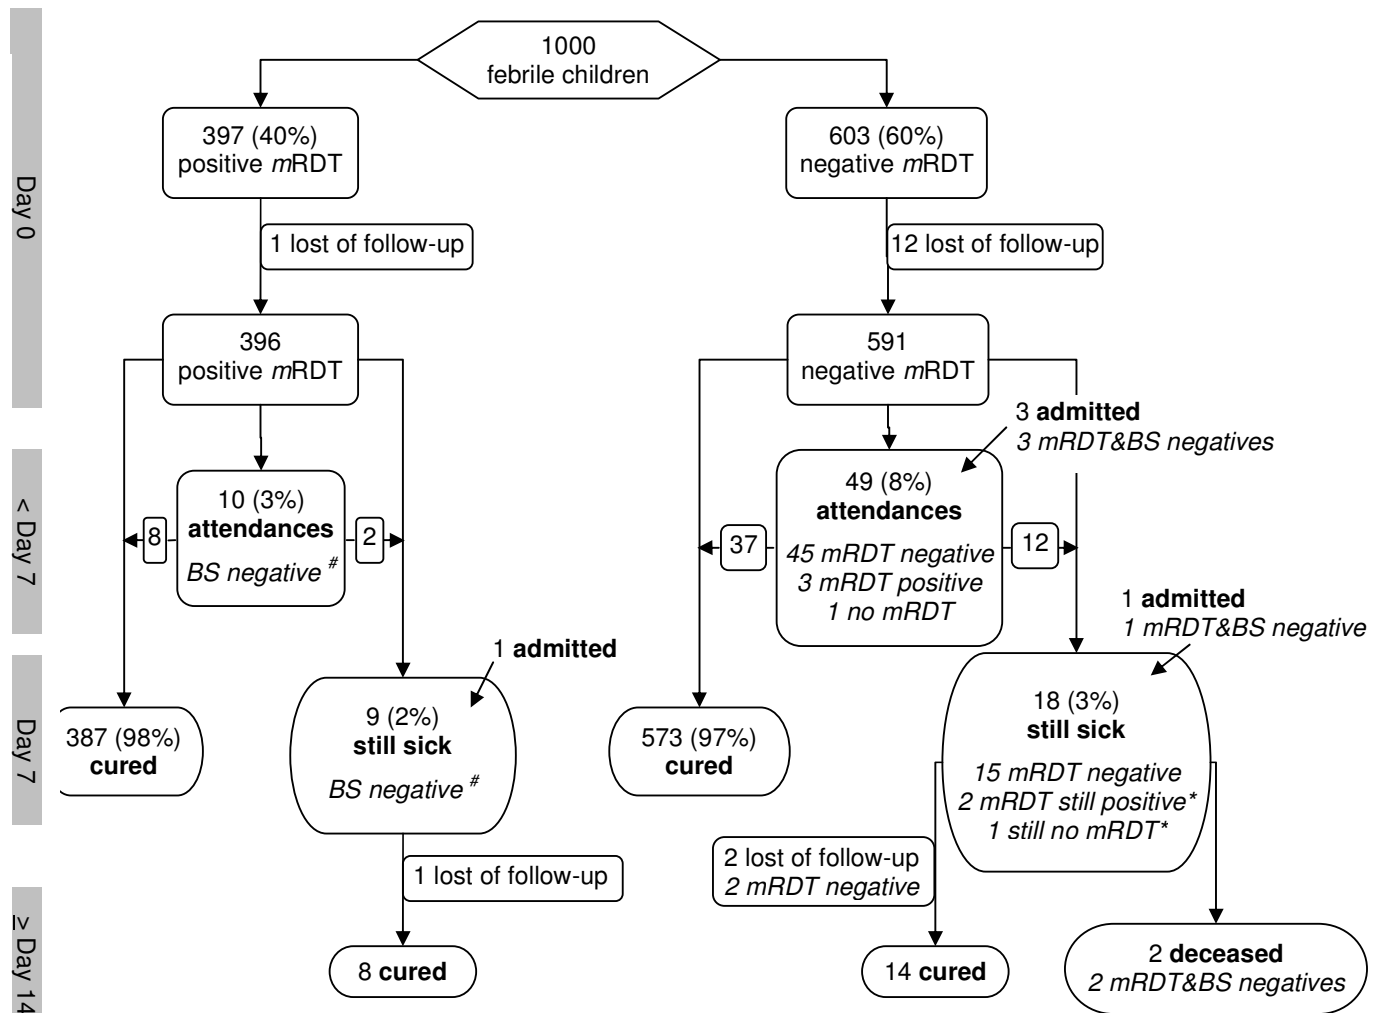 1000
febrile children
Day 0
397 (40%)
positive mRDT
603 (60%)
negative mRDT
1 lost of follow-up
12 lost of follow-up
396
positive mRDT
591
negative mRDT
3 admitted
3 mRDT&BS negatives
< Day 7
10 (3%)
attendances
BS negative #
8
2
49 (8%)
attendances
45 mRDT negative
3 mRDT positive
1 no mRDT
37
12
1 admitted
1 mRDT&BS negative
1 admitted
Day 7
387 (98%)
cured
9 (2%)
still sick
BS negative #
573 (97%)
cured
18 (3%)
still sick
15 mRDT negative
2 mRDT still positive*
1 still no mRDT*
1 lost of follow-up
2 lost of follow-up
2 mRDT negative
≥ Day 14
8 cured
14 cured
2 deceased
2 mRDT&BS negatives